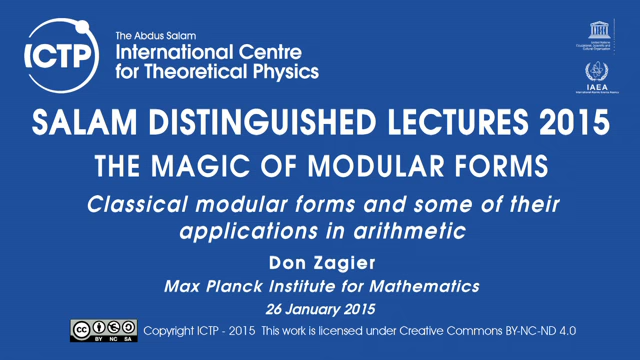 ICTP
The Abdus Salam
International Centre
for Theoretical Physics
IAEA
SALAM DISTINGUISHED LECTURES 2015
THE MAGIC OF MODULAR FORMS
Classical modular forms and some of their
applications in arithmetic
Don Zagier
Max Planck Institute for Mathematics
26 January 2015
CC BY NC SA
Copyright ICTP - 2015 This work is licensed under Creative Commons BY-NC-ND 4.0